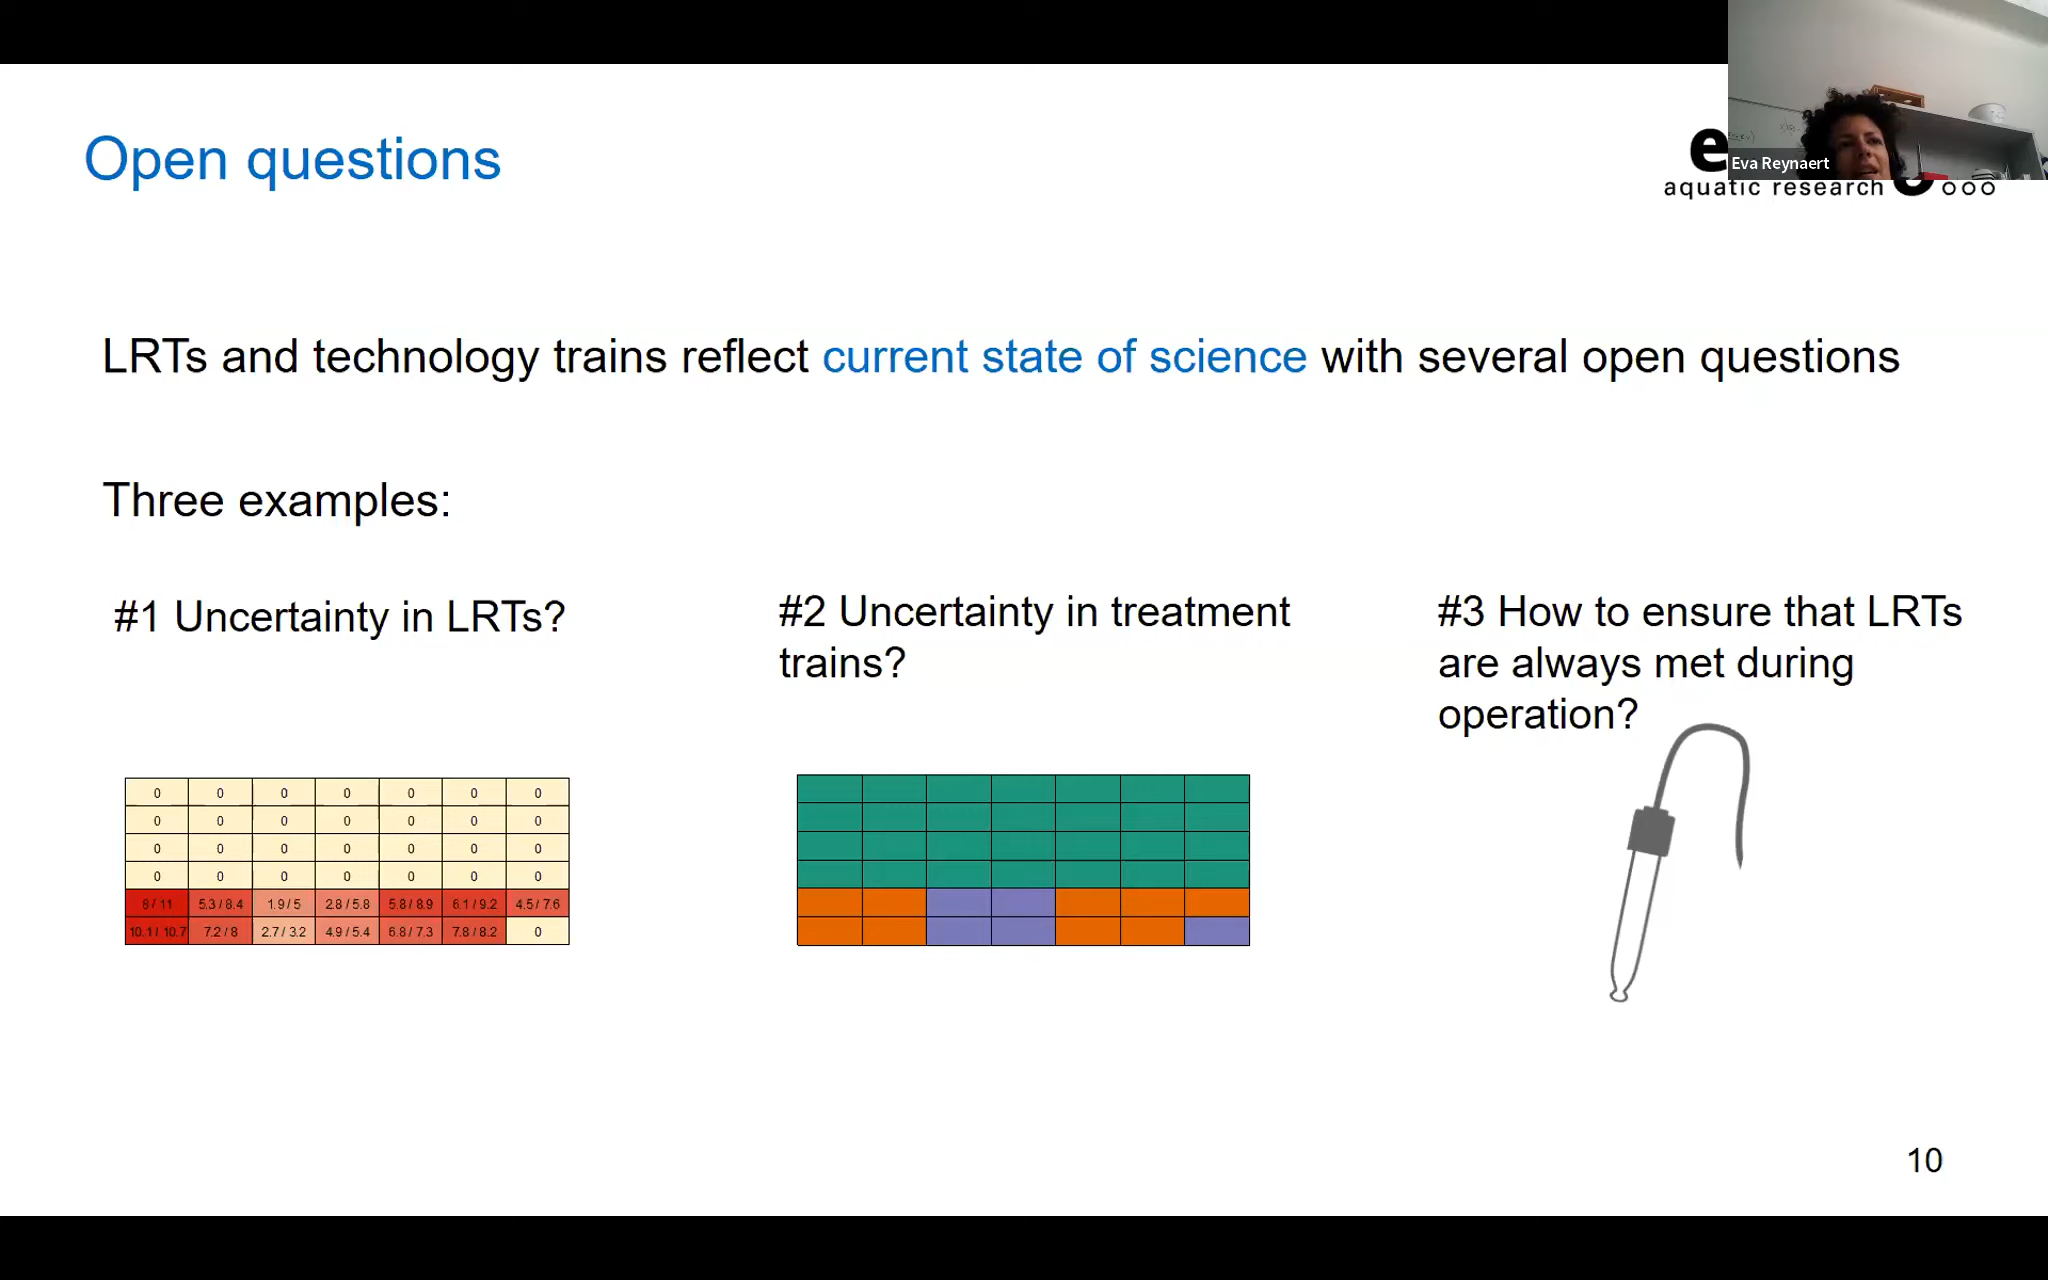 Open questions
e
Eva Reynaert
aquatic research
LRTs and technology trains reflect current state of science with several open questions
Three examples:
#1 Uncertainty in LRTs?
#2 Uncertainty in treatment
trains?
#3 How to ensure that LRTs
are always met during
operation?
0 0 0 0 0 0 0
0 0 0 0 0 0 0
0 0 0 0 0 0 0
0 0 0 0 0 0 0
8 / 11 5.3 / 8.4 1.9 / 5 2.8 / 5.8 5.8 / 8.9 6.1 / 9.2 4.5 / 7.6
10.1 / 10.7 7.2 / 8 2.7 / 3.2 4.9 / 5.4 6.8 / 7.3 7.8 / 8.2 0
10